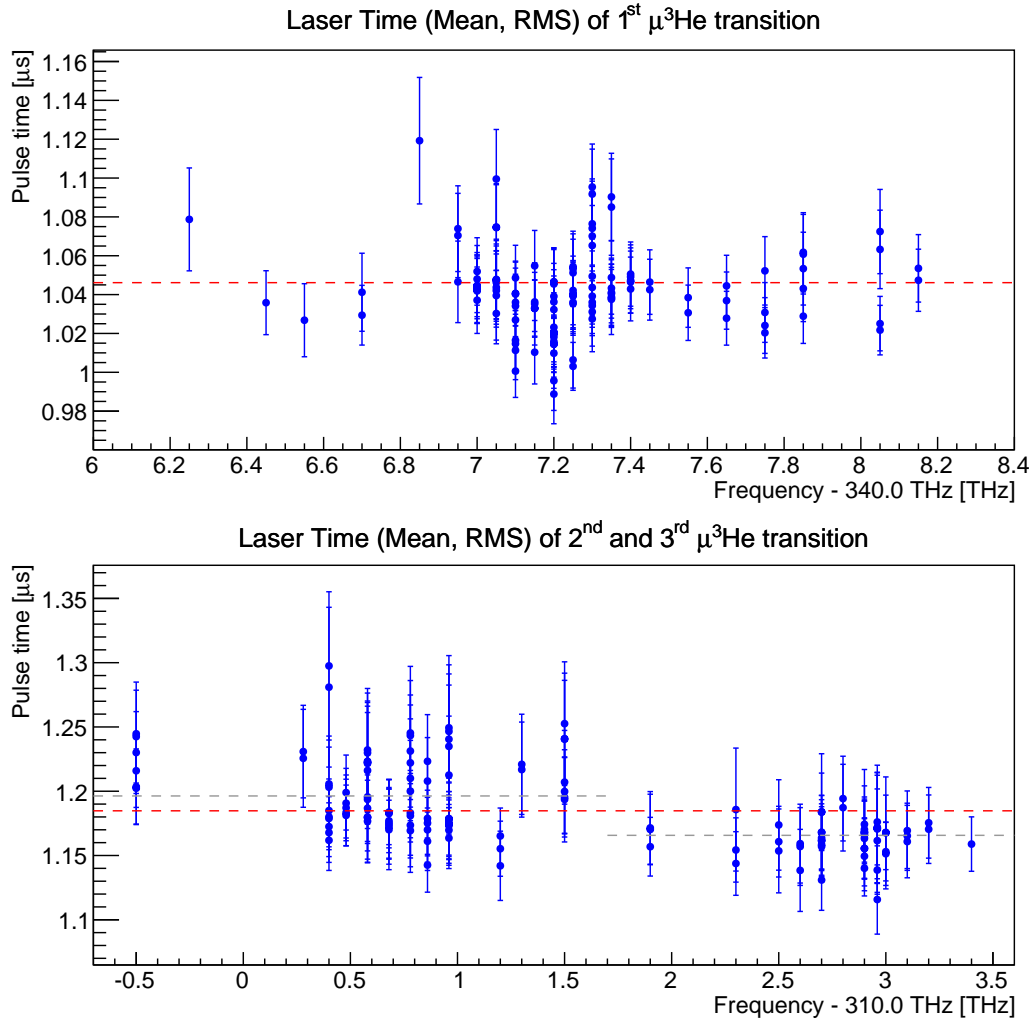 Laser Time (Mean, RMS) of 1st μ3He transition
Pulse time [μs]
1.16
1.14
1.12
1.1
1.08
1.06
1.04
1.02
1
0.98
6 6.2 6.4 6.6 6.8 7 7.2 7.4 7.6 7.8 8 8.2 8.4
Frequency - 340.0 THz [THz]
Laser Time (Mean, RMS) of 2nd and 3rd μ3He transition
Pulse time [μs]
1.35
1.3
1.25
1.2
1.15
1.1
-0.5 0 0.5 1 1.5 2 2.5 3 3.5
Frequency - 310.0 THz [THz]